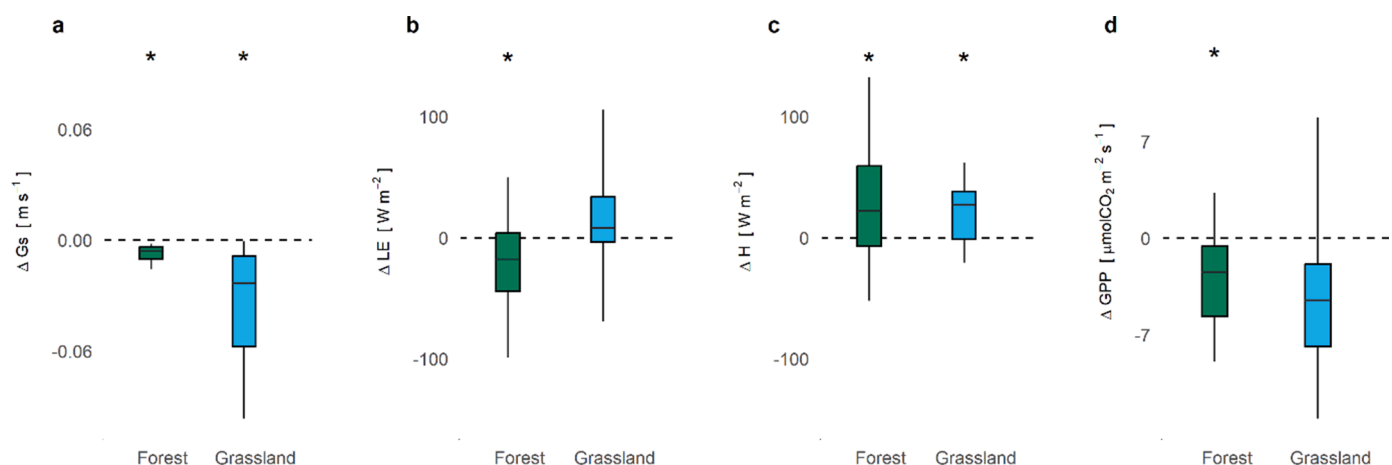 a
* *
Δ Gs [ m s⁻¹]
0.06
0.00
-0.06
Forest Grassland
b
*
Δ LE [ W m⁻²]
100
0
-100
Forest Grassland
c
* *
Δ H [ W m⁻²]
100
0
-100
Forest Grassland
d
*
Δ GPP [ μmolCO₂ m⁻² s⁻¹]
7
0
-7
Forest Grassland